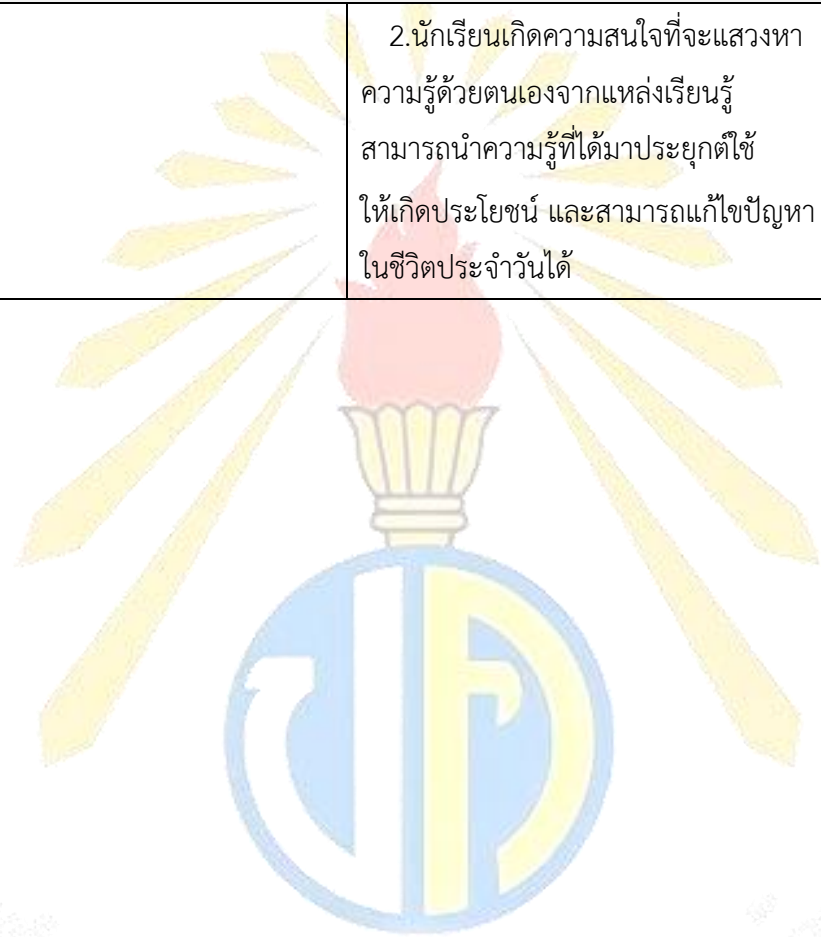 2.นักเรียนเกิดความสนใจที่จะแสวงหา
ความรู้ด้วยตนเองจากแหล่งเรียนรู้
สามารถนำความรู้ที่ได้มาประยุกต์ใช้
ให้เกิดประโยชน์ และสามารถแก้ไขปัญหา
ในชีวิตประจำวันได้